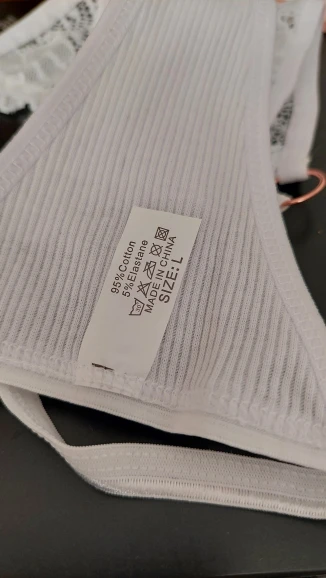 95%Cotton
5%Elastane
MADE IN CHINA
SIZE: L